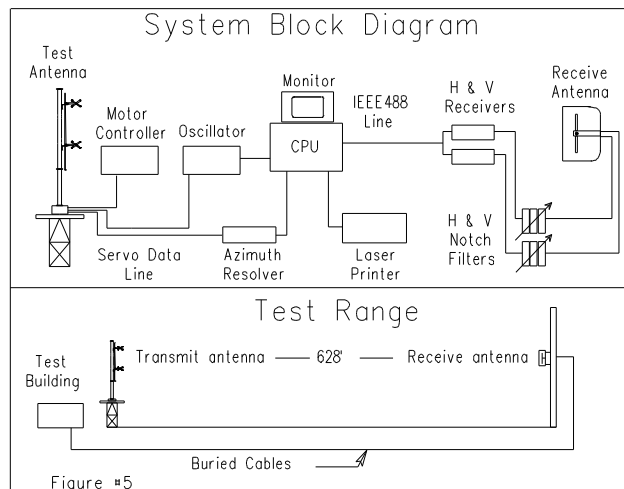 System Block Diagram
Test
Antenna
Motor
Controller
Oscillator
Monitor
CPU
IEEE488
Line
H & V
Receivers
Receive
Antenna
H & V
Notch
Filters
Servo Data
Line
Azimuth
Resolver
Laser
Printer
Test Range
Test
Building
Transmit antenna
628'
Receive antenna
Buried Cables
Figure #5